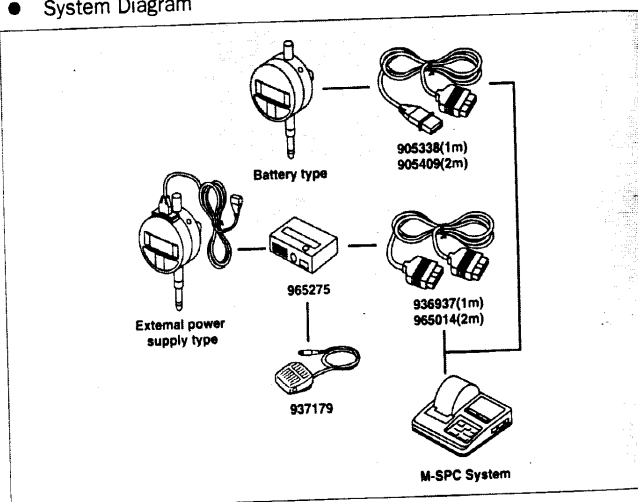 ● System Diagram
Battery type
905338(1m)
905409(2m)
External power
supply type
965275
936937(1m)
965014(2m)
937179
M-SPC System